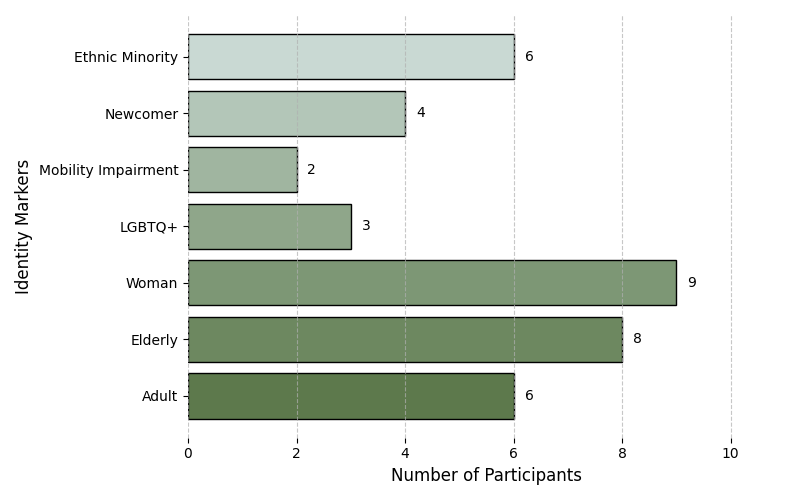 Ethnic Minority 6
Newcomer 4
Mobility Impairment 2
LGBTQ+ 3
Woman 9
Elderly 8
Adult 6
0 2 4 6 8 10
Number of Participants
Identity Markers